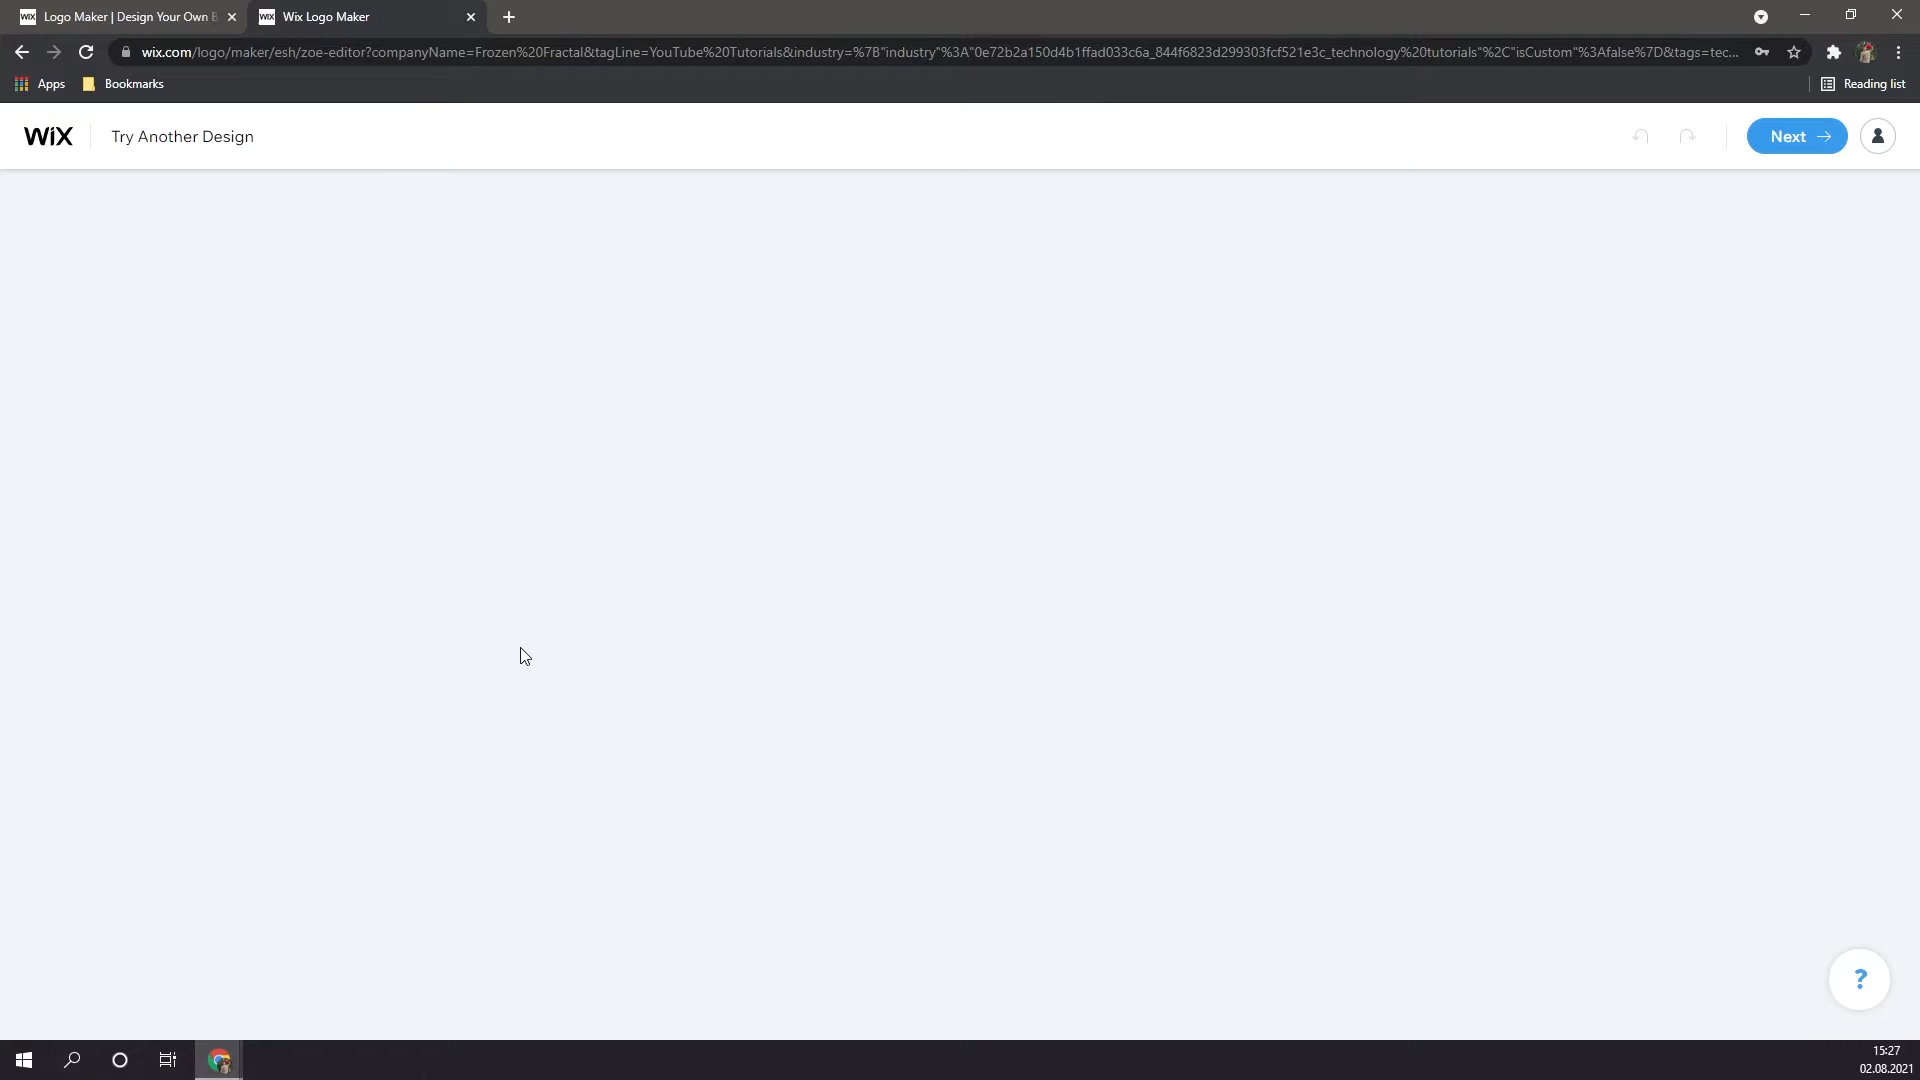 Logo Maker | Design Your Own B
Wix Logo Maker
wix.com/logo/maker/esh/zoe-editor?companyName=Frozen%20Fractal&tagLine=YouTube%20Tutorials&industry=%7B"industry"%3A"0e72b2a150d4b1ffad033c6a_844f6823d299303fcf521e3c_technology%20tutorials"%2C"isCustom"%3Afalse%7D&tags=tec...
Apps
Bookmarks
Reading list
WiX
Try Another Design
Next
?
15:27
02.08.2021